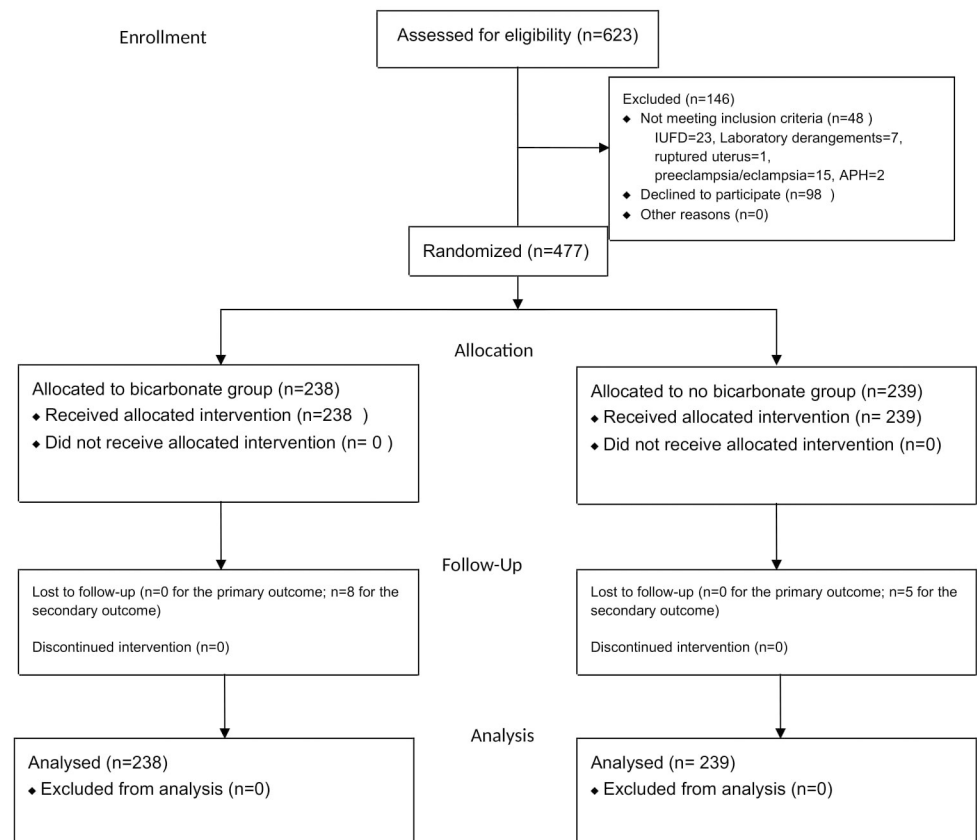 Enrollment
Assessed for eligibility (n=623)
Excluded (n=146)
◆ Not meeting inclusion criteria (n=48 )
IUFD=23, Laboratory derangements=7,
ruptured uterus=1,
preeclampsia/eclampsia=15, APH=2
◆ Declined to participate (n=98 )
◆ Other reasons (n=0)
Randomized (n=477)
Allocation
Allocated to bicarbonate group (n=238)
◆ Received allocated intervention (n=238 )
◆ Did not receive allocated intervention (n= 0 )
Allocated to no bicarbonate group (n=239)
◆ Received allocated intervention (n= 239)
◆ Did not receive allocated intervention (n=0)
Follow-Up
Lost to follow-up (n=0 for the primary outcome; n=8 for the
secondary outcome)
Discontinued intervention (n=0)
Lost to follow-up (n=0 for the primary outcome; n=5 for the
secondary outcome)
Discontinued intervention (n=0)
Analysis
Analysed (n=238)
◆ Excluded from analysis (n=0)
Analysed (n= 239)
◆ Excluded from analysis (n=0)